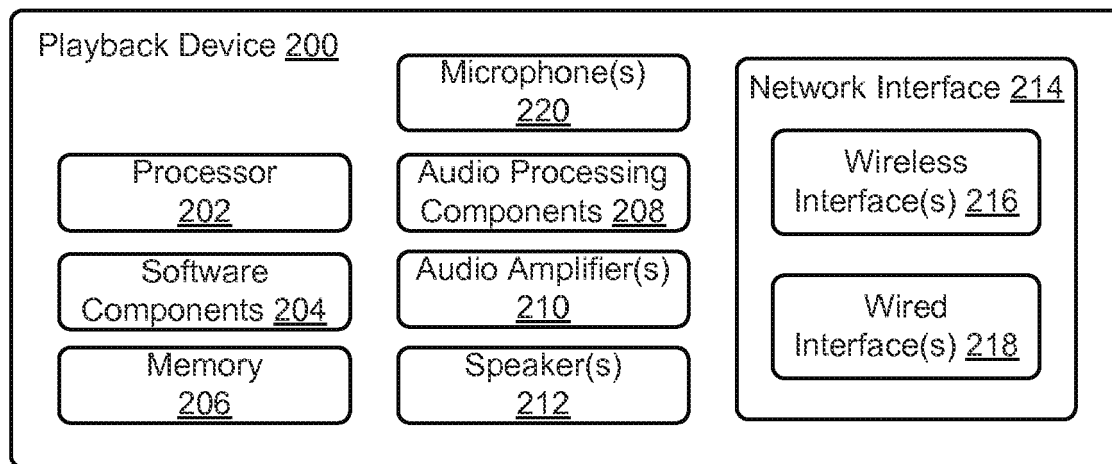 Playback Device 200
Processor
202
Software
Components 204
Memory
206
Microphone(s)
220
Audio Processing
Components 208
Audio Amplifier(s)
210
Speaker(s)
212
Network Interface 214
Wireless
Interface(s) 216
Wired
Interface(s) 218